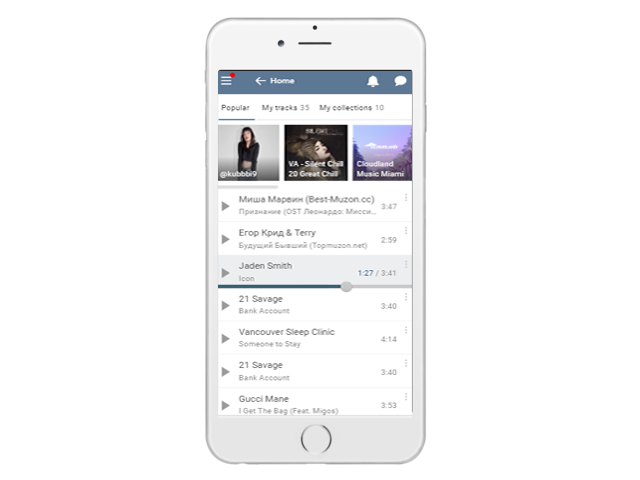 Home
Popular
My tracks 35
My collections 10
@kubbbi9
SILENT
VA - Silent Chill
20 Great Chill
Cloudland
Music Miami
Миша Марвин (Best-Muzon.cc)
Признание (OST Леонардо: Мисси...
3:47
Егор Крид & Terry
Будущий Бывший (Topmuzon.net)
2:59
Jaden Smith
Icon
1:27 / 3:41
21 Savage
Bank Account
3:40
Vancouver Sleep Clinic
Someone to Stay
4:14
21 Savage
Bank Account
3:40
Gucci Mane
I Get The Bag (Feat. Migos)
3:53